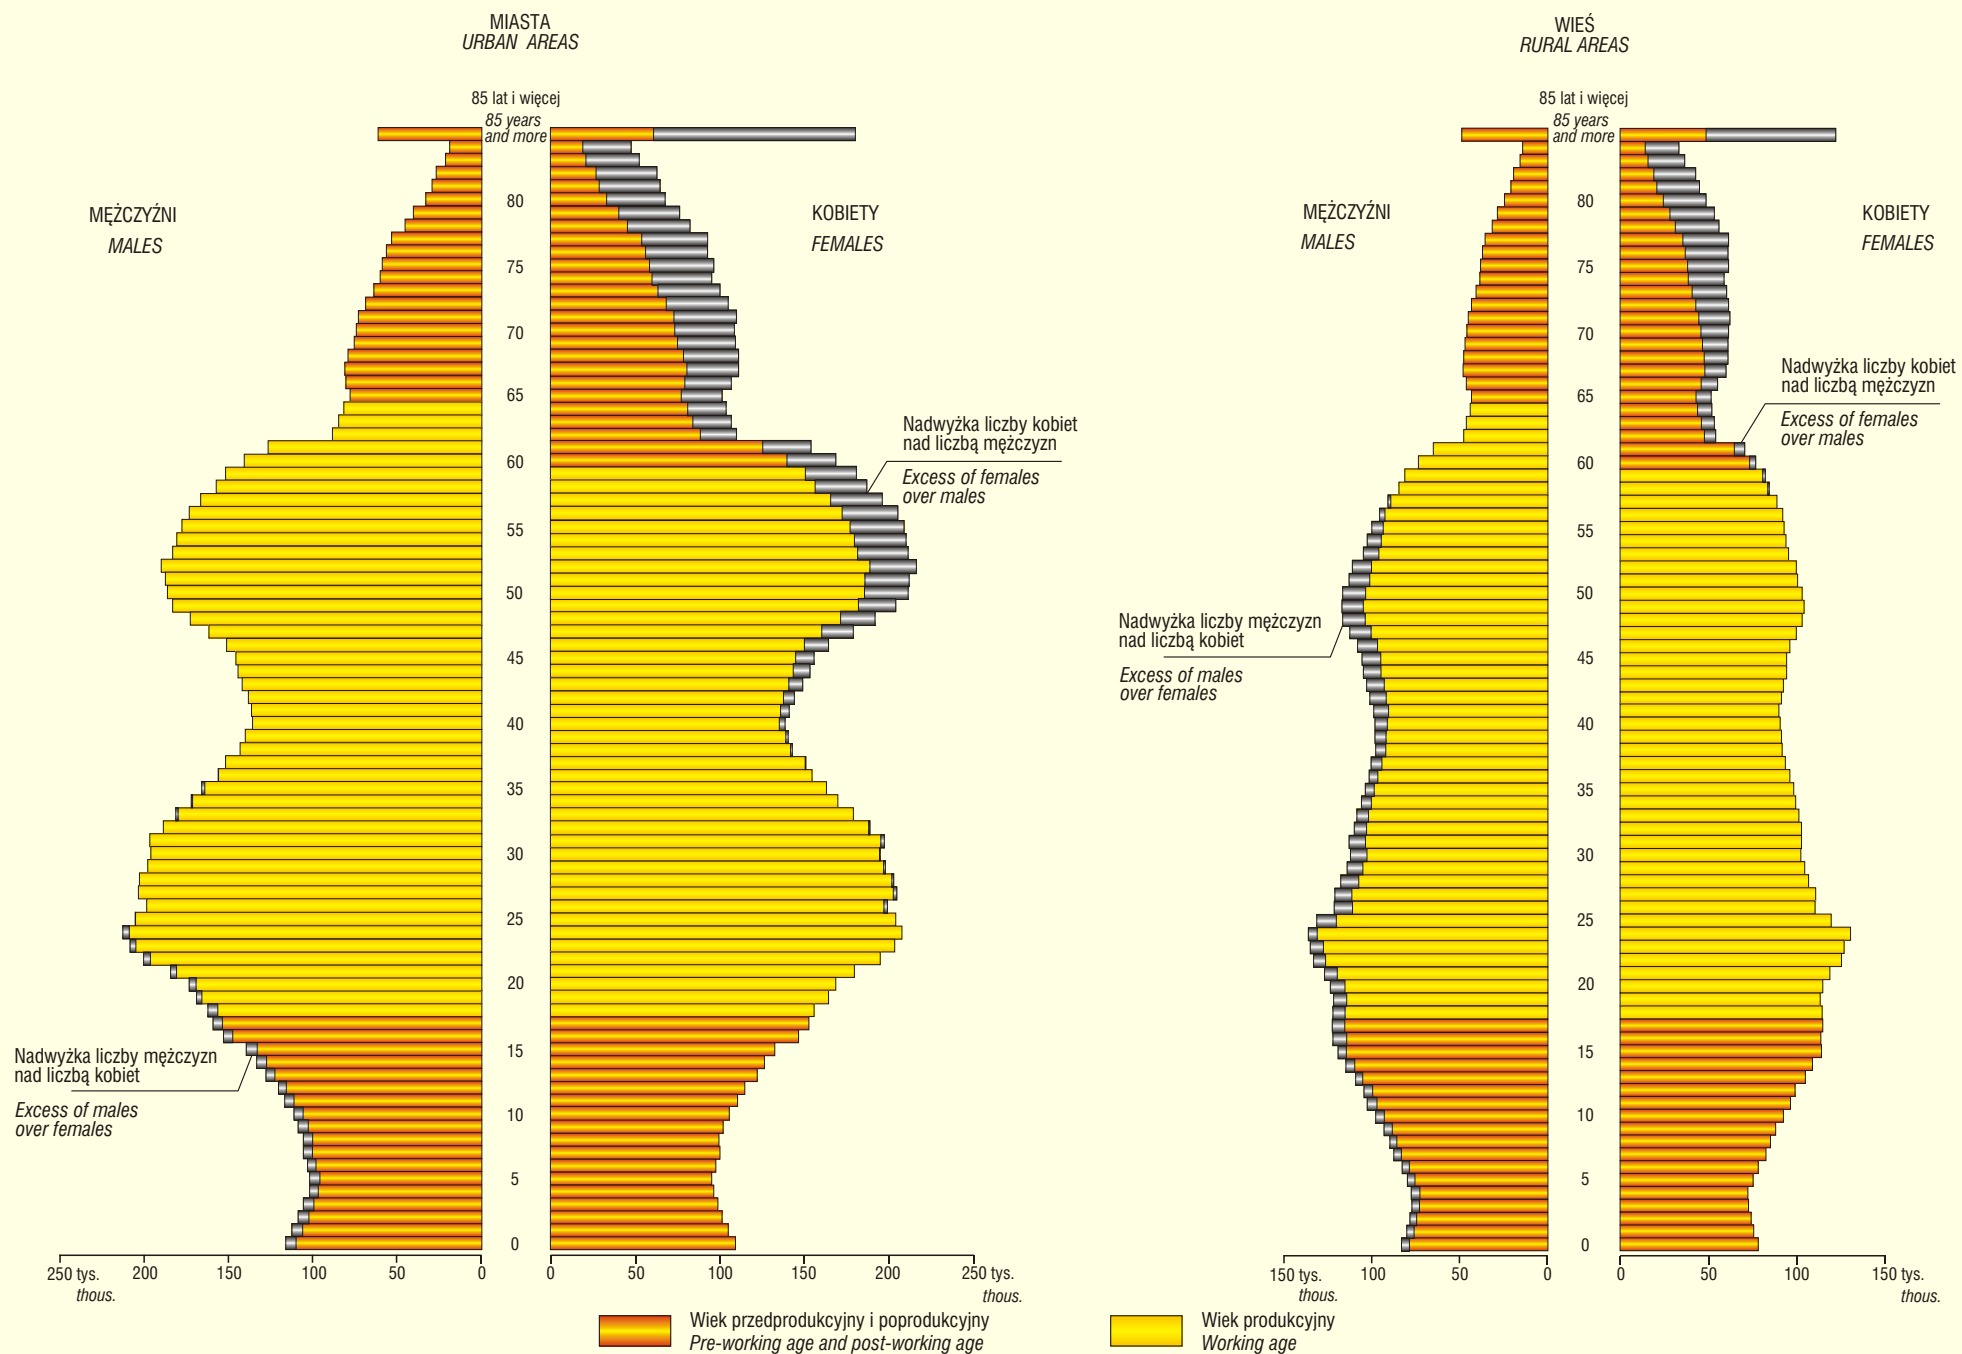 MIASTA
URBAN AREAS
85 lat i więcej
85 years
and more
MĘŻCZYŹNI
MALES
KOBIETY
FEMALES
80
75
70
65
60
55
50
45
40
35
30
25
20
15
10
5
0
Nadwyżka liczby kobiet
nad liczbą mężczyzn
Excess of females
over males
Nadwyżka liczby mężczyzn
nad liczbą kobiet
Excess of males
over females
250 tys.
thous.
200
150
100
50
0
0
50
100
150
200
250 tys.
thous.
WIEŚ
RURAL AREAS
85 lat i więcej
85 years
and more
MĘŻCZYŹNI
MALES
KOBIETY
FEMALES
80
75
70
65
60
55
50
45
40
35
30
25
20
15
10
5
0
Nadwyżka liczby kobiet
nad liczbą mężczyzn
Excess of females
over males
Nadwyżka liczby mężczyzn
nad liczbą kobiet
Excess of males
over females
150 tys.
thous.
100
50
0
0
50
100
150 tys.
thous.
Wiek przedprodukcyjny i poprodukcyjny
Pre-working age and post-working age
Wiek produkcyjny
Working age